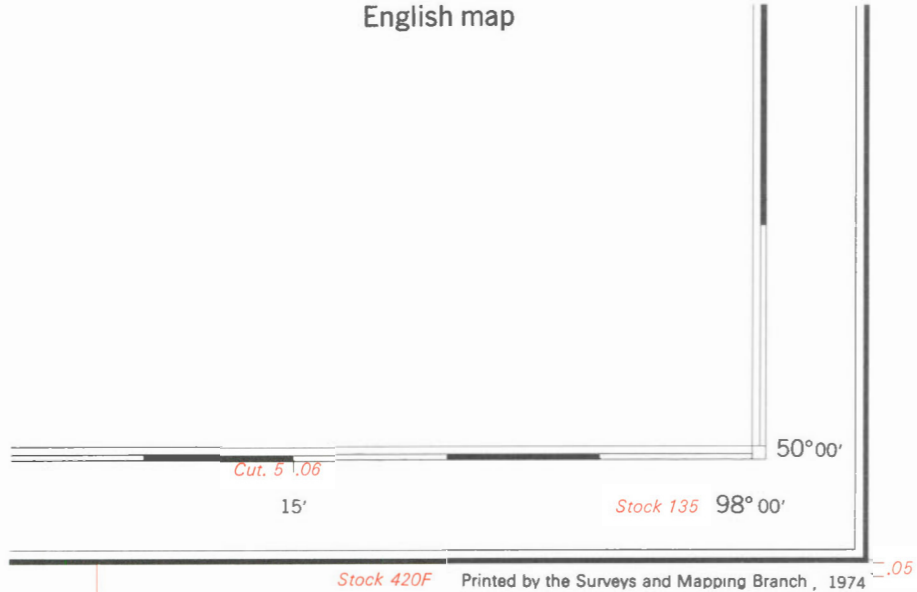 English map
50°00'
Cut. 5 .06
15' Stock 135 98°00'
Stock 420F Printed by the Surveys and Mapping Branch, 1974 .05